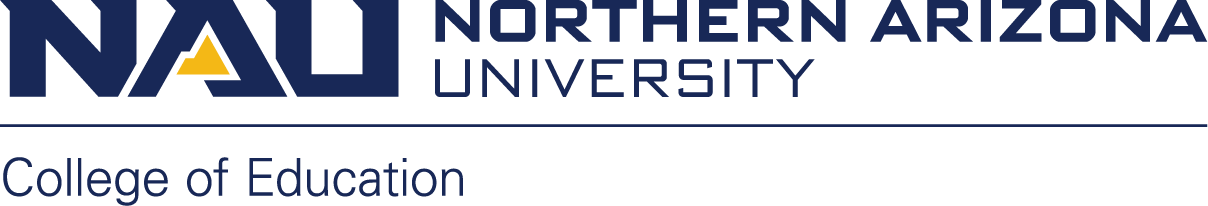 NAU NORTHERN ARIZONA
UNIVERSITY
College of Education